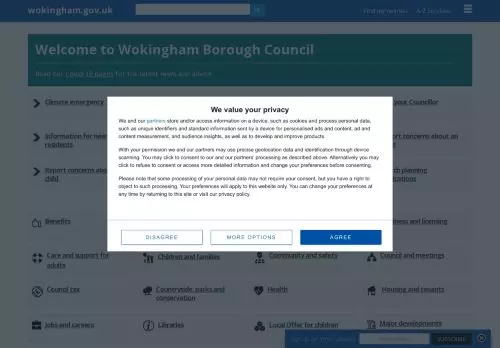 wokingham.gov.uk
Find my nearest A-Z Services
Welcome to Wokingham Borough Council
Read our Covid-19 pages for the latest news and advice
Climate emergency
your Councillor
Information for new
residents
concerns about an
Report concerns about
child
planning
We value your privacy
We and our partners store and/or access information on a device, such as cookies and process personal data,
such as unique identifiers and standard information sent by a device for personalised ads and content, ad and
content measurement, and audience insights, as well as to develop and improve products.
With your permission we and our partners may use precise geolocation data and identification through device
scanning. You may click to consent to our and our partners' processing as described above. Alternatively you may
click to refuse to consent or access more detailed information and change your preferences before consenting.
Please note that some processing of your personal data may not require your consent, but you have a right to
object to such processing. Your preferences will apply to this website only. You can change your preferences at
any time by returning to this site or visit our privacy policy.
DISAGREE MORE OPTIONS AGREE
Benefits
and licensing
Care and support for
adults
Children and families
Community and safety
Council and meetings
Council tax
Countryside, parks and
conservation
Health
Housing and tenants
Jobs and careers
Libraries
Local Offer for children
Major developments
SUBSCRIBE